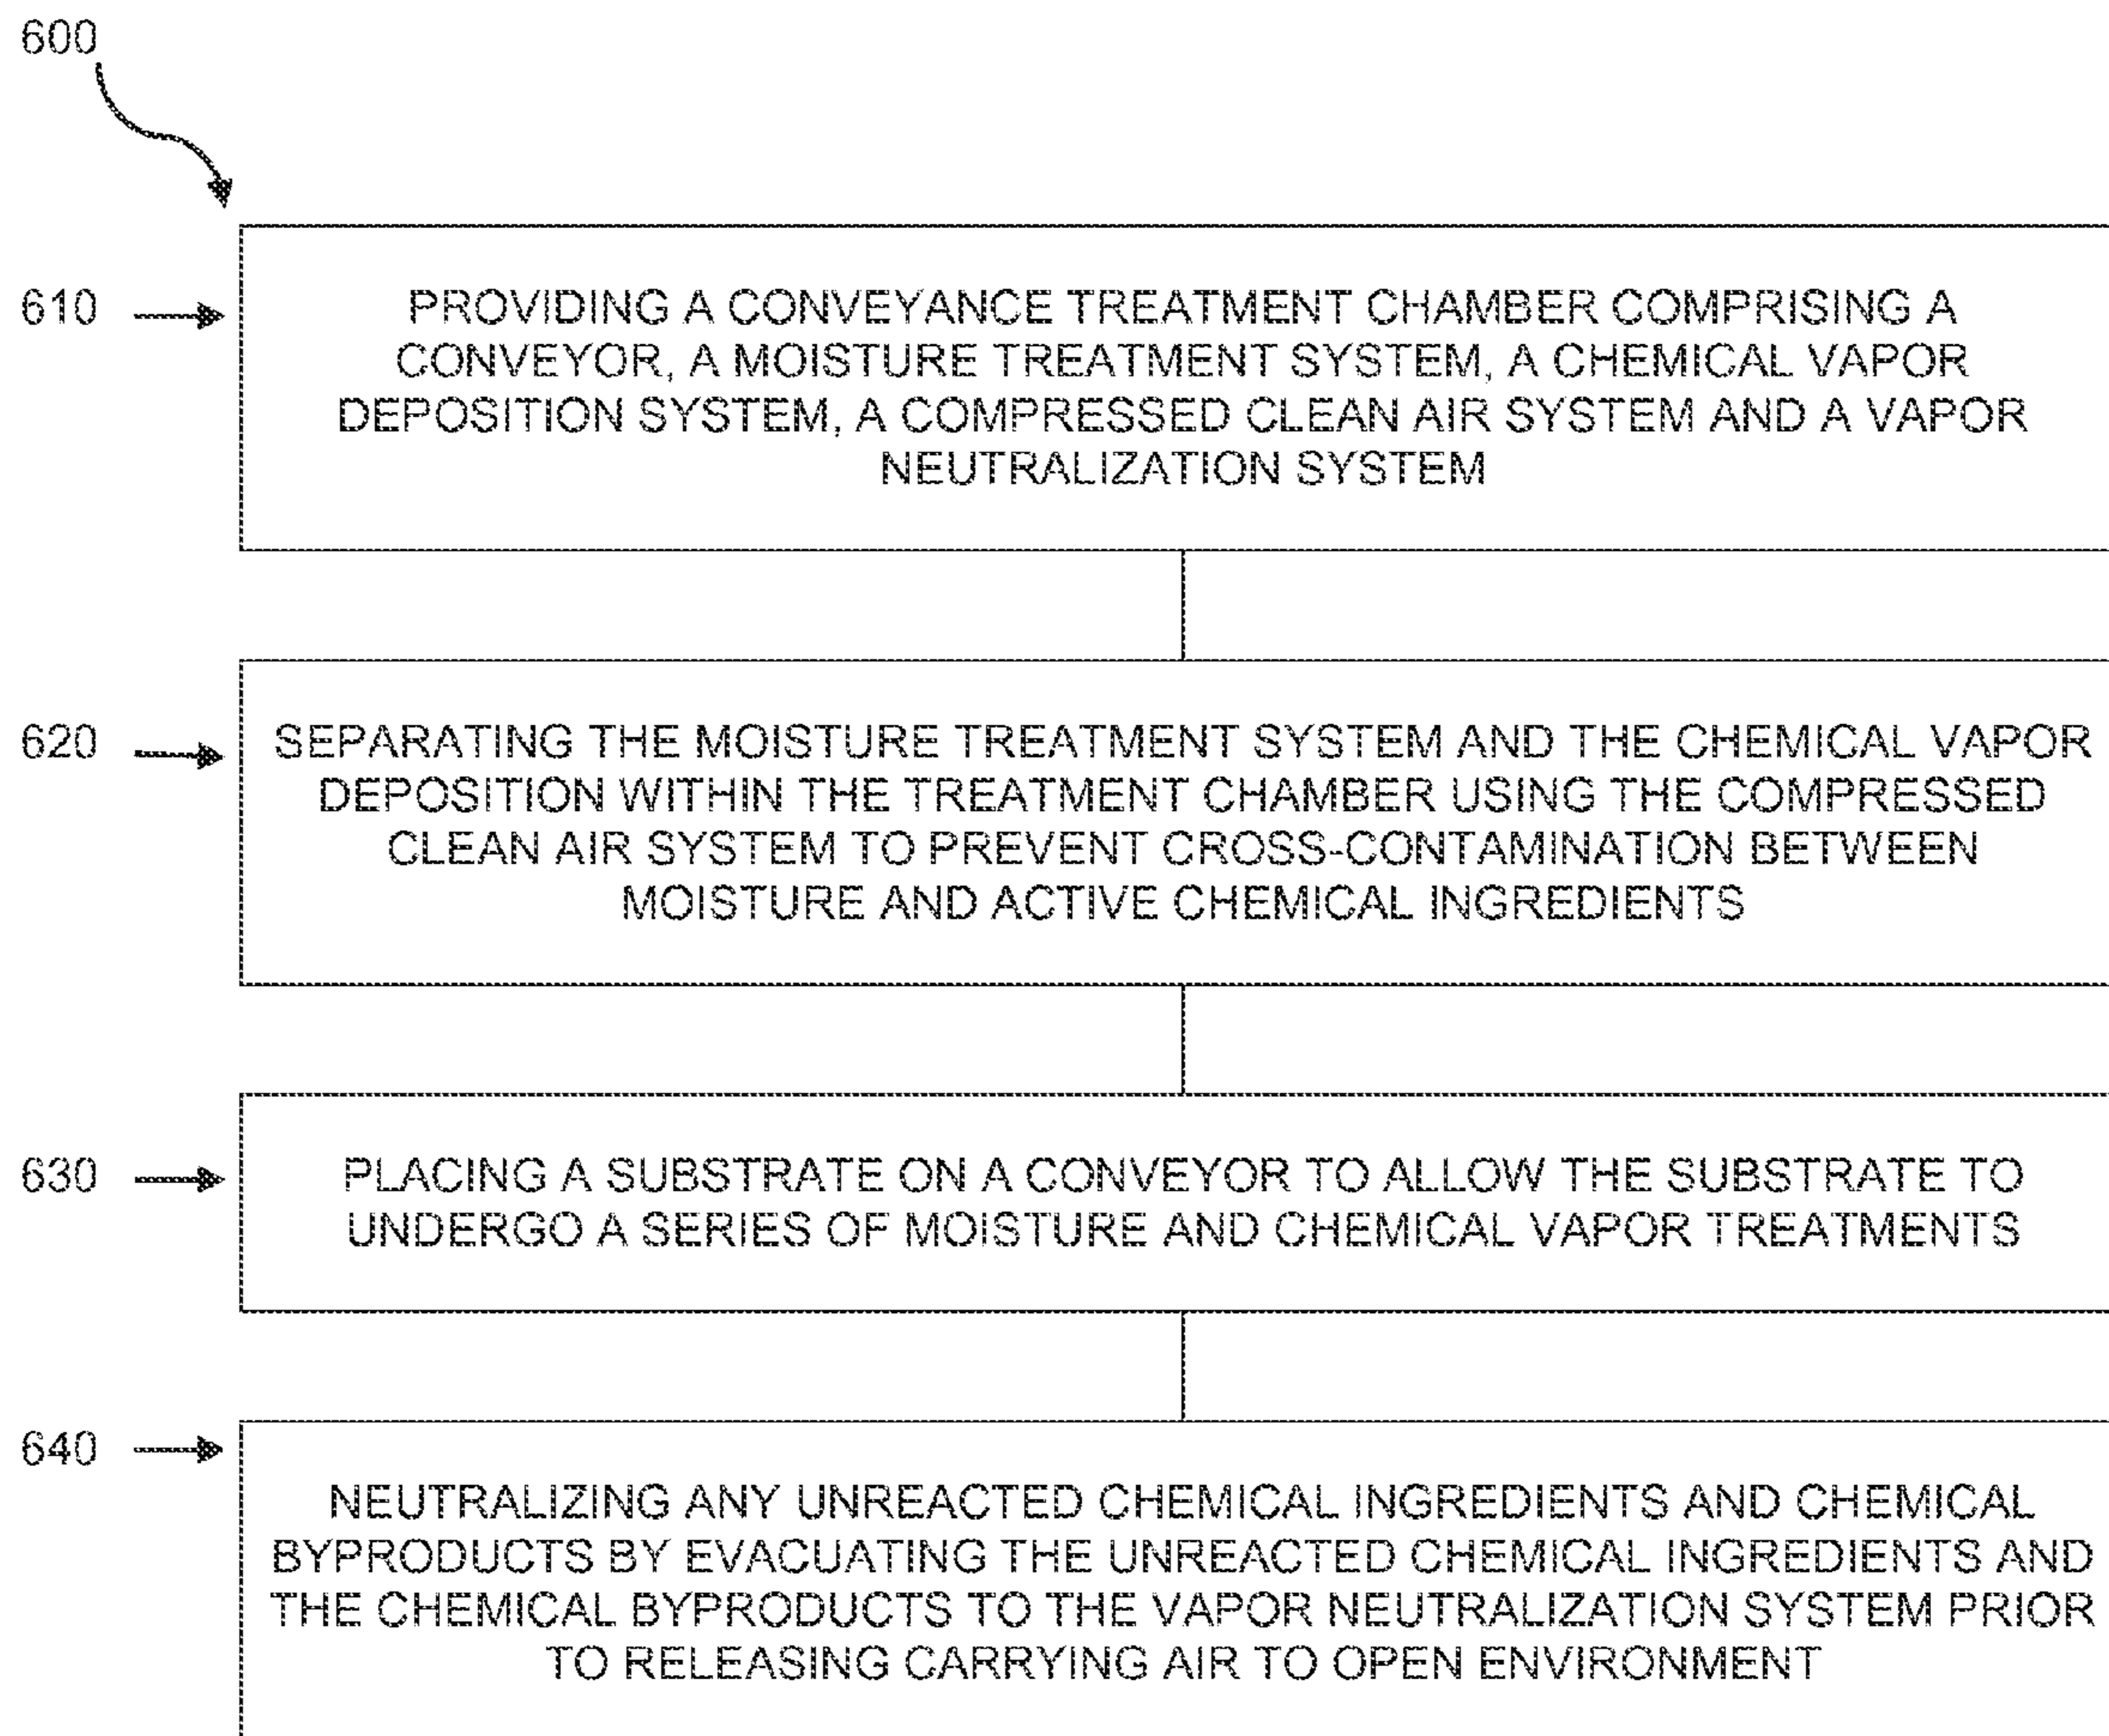 600
610
PROVIDING A CONVEYANCE TREATMENT CHAMBER COMPRISING A
CONVEYOR, A MOISTURE TREATMENT SYSTEM, A CHEMICAL VAPOR
DEPOSITION SYSTEM, A COMPRESSED CLEAN AIR SYSTEM AND A VAPOR
NEUTRALIZATION SYSTEM
620
SEPARATING THE MOISTURE TREATMENT SYSTEM AND THE CHEMICAL VAPOR
DEPOSITION WITHIN THE TREATMENT CHAMBER USING THE COMPRESSED
CLEAN AIR SYSTEM TO PREVENT CROSS-CONTAMINATION BETWEEN
MOISTURE AND ACTIVE CHEMICAL INGREDIENTS
630
PLACING A SUBSTRATE ON A CONVEYOR TO ALLOW THE SUBSTRATE TO
UNDERGO A SERIES OF MOISTURE AND CHEMICAL VAPOR TREATMENTS
640
NEUTRALIZING ANY UNREACTED CHEMICAL INGREDIENTS AND CHEMICAL
BYPRODUCTS BY EVACUATING THE UNREACTED CHEMICAL INGREDIENTS AND
THE CHEMICAL BYPRODUCTS TO THE VAPOR NEUTRALIZATION SYSTEM PRIOR
TO RELEASING CARRYING AIR TO OPEN ENVIRONMENT